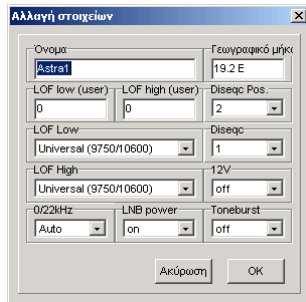 Αλλαγή στοιχείων
Όνομα Γεωγραφικό μήκο
Astra1 19.2 E
LOF low (user) LOF high (user) Diseqc Pos.
0 0 2
LOF Low Diseqc
Universal (9750/10600) 1
LOF High 12V
Universal (9750/10600) off
0/22kHz LNB power Toneburst
Auto on off
Ακύρωση OK